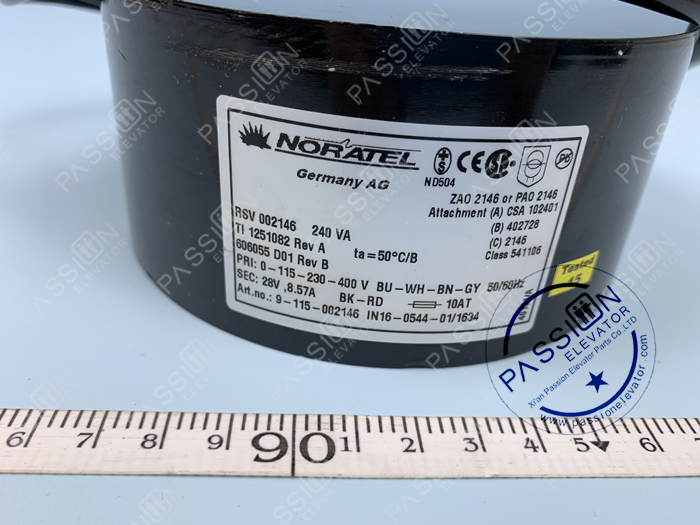 NORATEL
Germany AG
ND504
CE
ZAO 2146 or PAO 2146
Attachment (A) CSA 102401
(B) 402728
(C) 2146
Class 541106
RSV 002146 240 VA
TI 1251082 Rev A ta=50°C/B
606055 D01 Rev B
PRI: 0-115-230-400 V BU-WH-BN-GY 50/60Hz
SEC: 28V ,8.57A BK-RD 10AT
Art.no.: 9-115-002146 IN16-0544-01/1634
Tested
PASSION
ELEVATOR
Xi'an Passion Elevator Parts Co.,LTD
www.passionelevator.com
6 7 8 9 90 1 2 3 4 5 6 7